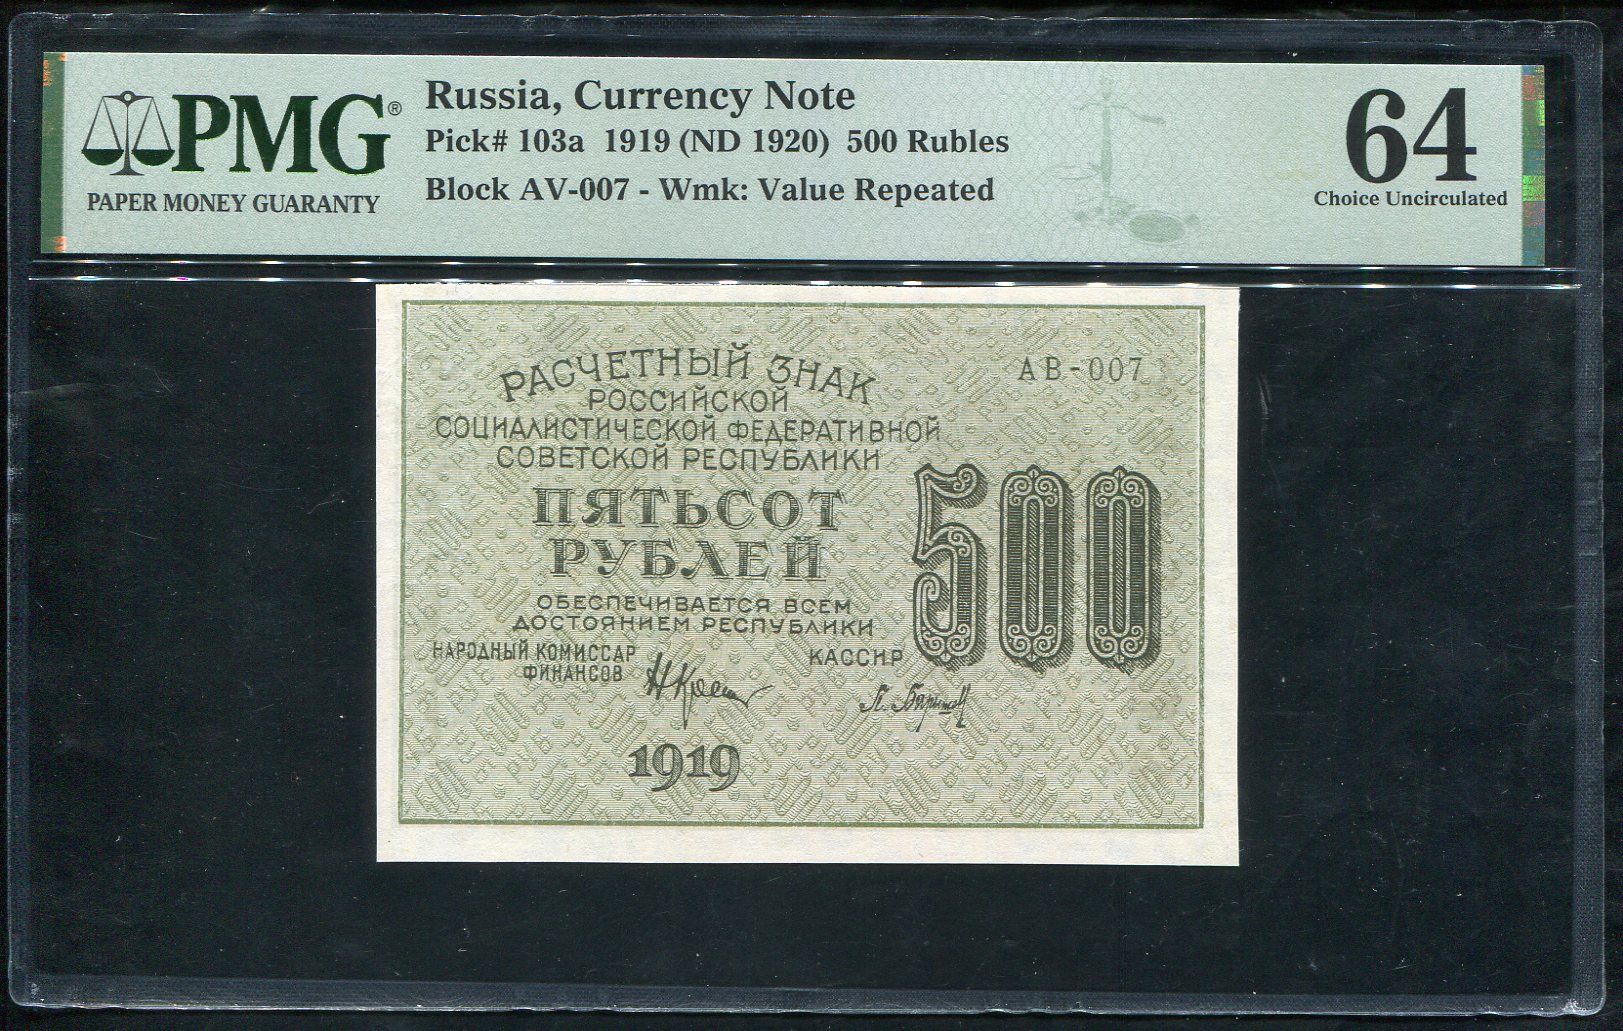 PMG®
PAPER MONEY GUARANTY
Russia, Currency Note
Pick# 103a 1919 (ND 1920) 500 Rubles
Block AV-007 - Wmk: Value Repeated
64
Choice Uncirculated
РАСЧЕТНЫЙ ЗНАК
АВ-007
РОССИЙСКОЙ
СОЦИАЛИСТИЧЕСКОЙ ФЕДЕРАТИВНОЙ
СОВЕТСКОЙ РЕСПУБЛИКИ
ПЯТЬСОТ
РУБЛЕЙ
500
ОБЕСПЕЧИВАЕТСЯ ВСЕМ
ДОСТОЯНИЕМ РЕСПУБЛИКИ
НАРОДНЫЙ КОМИССАР
ФИНАНСОВ
КАССИР
1919